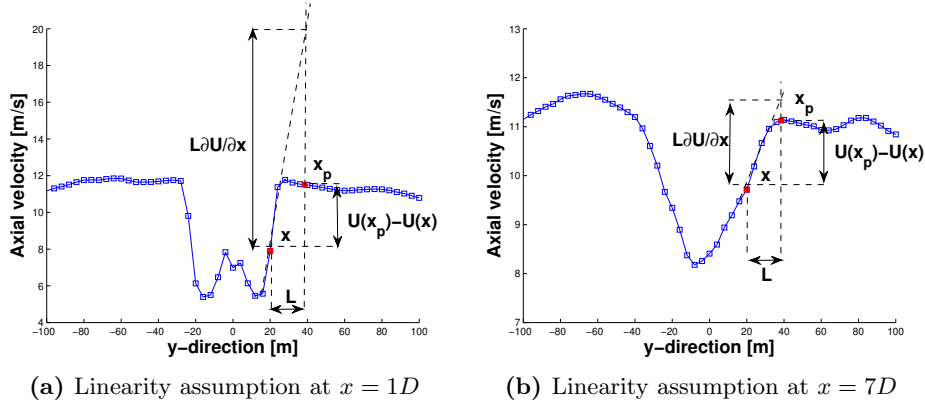 20
18
16
14
12
10
8
6
4
Axial velocity [m/s]
L∂U/∂x
x_p
x
U(x_p)−U(x)
L
−100 −80 −60 −40 −20 0 20 40 60 80 100
y−direction [m]
(a) Linearity assumption at x = 1D
13
12
11
10
9
8
7
Axial velocity [m/s]
L∂U/∂x
x_p
x
U(x_p)−U(x)
L
−100 −80 −60 −40 −20 0 20 40 60 80 100
y−direction [m]
(b) Linearity assumption at x = 7D